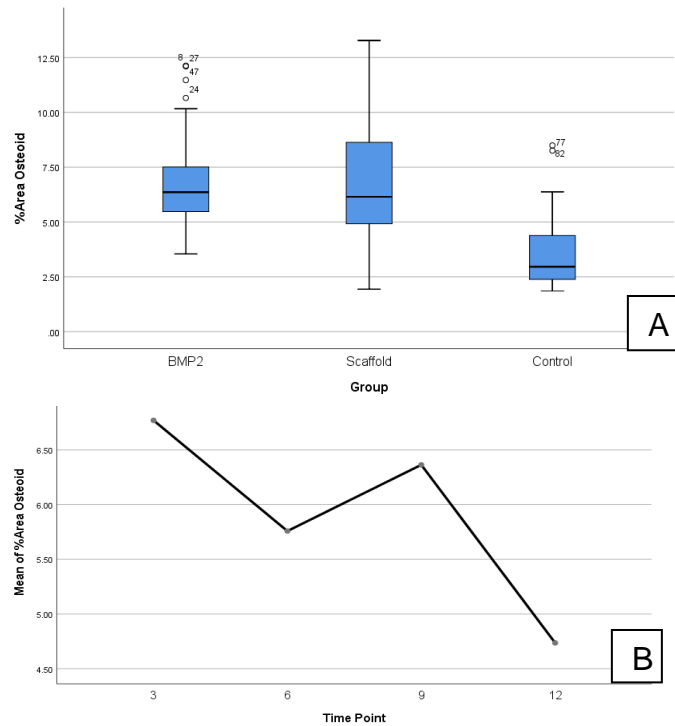 %Area Osteoid
12.50
10.00
7.50
5.00
2.50
.00
8 27
47
24
77
82
BMP2 Scaffold Control
Group
A
Mean of %Area Osteoid
6.50
6.00
5.50
5.00
4.50
3 6 9 12
Time Point
B